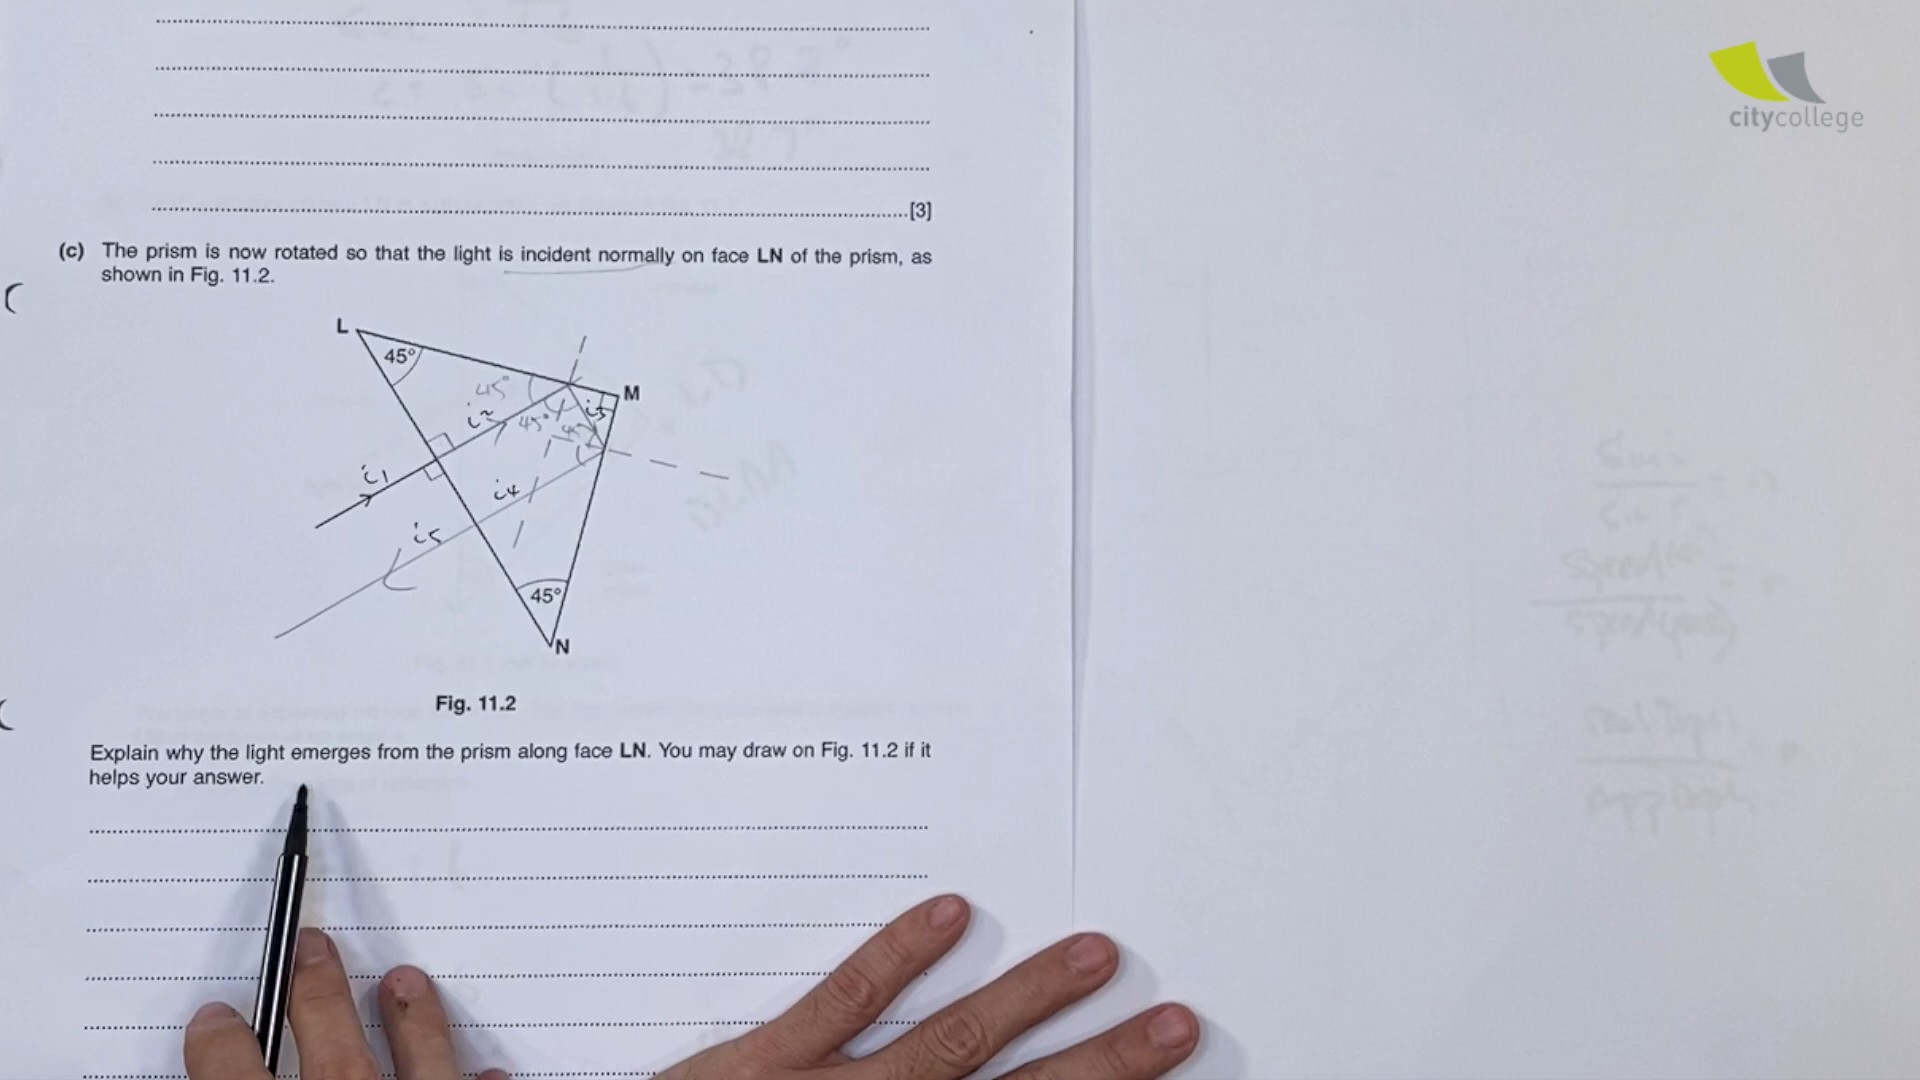 citycollege
[3]
(c) The prism is now rotated so that the light is incident normally on face LN of the prism, as
shown in Fig. 11.2.
L
45°
M
45°
i2
45°
45°
i3
i1
i4
i5
45°
N
Fig. 11.2
Explain why the light emerges from the prism along face LN. You may draw on Fig. 11.2 if it
helps your answer.